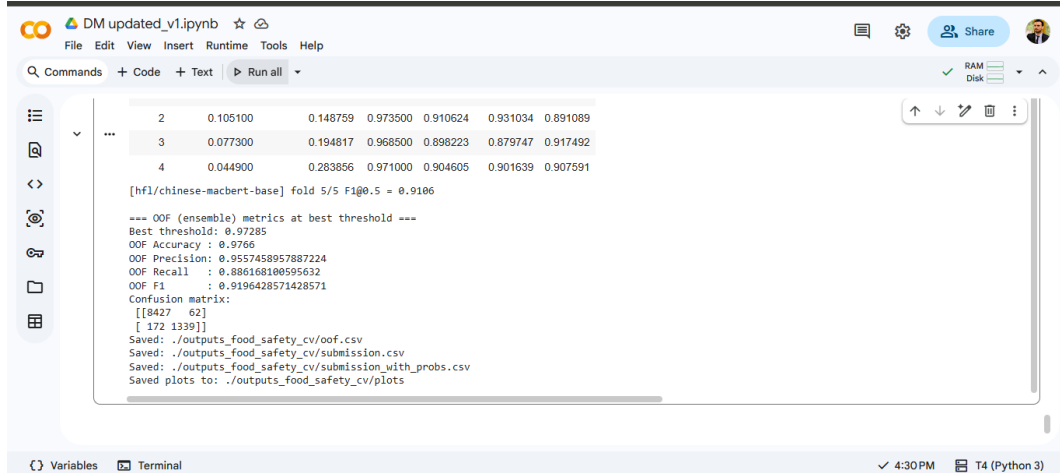 CO DM updated_v1.ipynb
File Edit View Insert Runtime Tools Help
Share
Commands + Code + Text Run all
RAM
Disk
2 0.105100 0.148759 0.973500 0.910624 0.931034 0.891089
3 0.077300 0.194817 0.968500 0.898223 0.879747 0.917492
4 0.044900 0.283856 0.971000 0.904605 0.901639 0.907591
[hfl/chinese-macbert-base] fold 5/5 F1@0.5 = 0.9106
=== OOF (ensemble) metrics at best threshold ===
Best threshold: 0.97285
OOF Accuracy : 0.9766
OOF Precision: 0.9557458957887224
OOF Recall : 0.886168100595632
OOF F1 : 0.9196428571428571
Confusion matrix:
[[8427 62]
[ 172 1339]]
Saved: ./outputs_food_safety_cv/oof.csv
Saved: ./outputs_food_safety_cv/submission.csv
Saved: ./outputs_food_safety_cv/submission_with_probs.csv
Saved plots to: ./outputs_food_safety_cv/plots
{} Variables Terminal
4:30 PM T4 (Python 3)